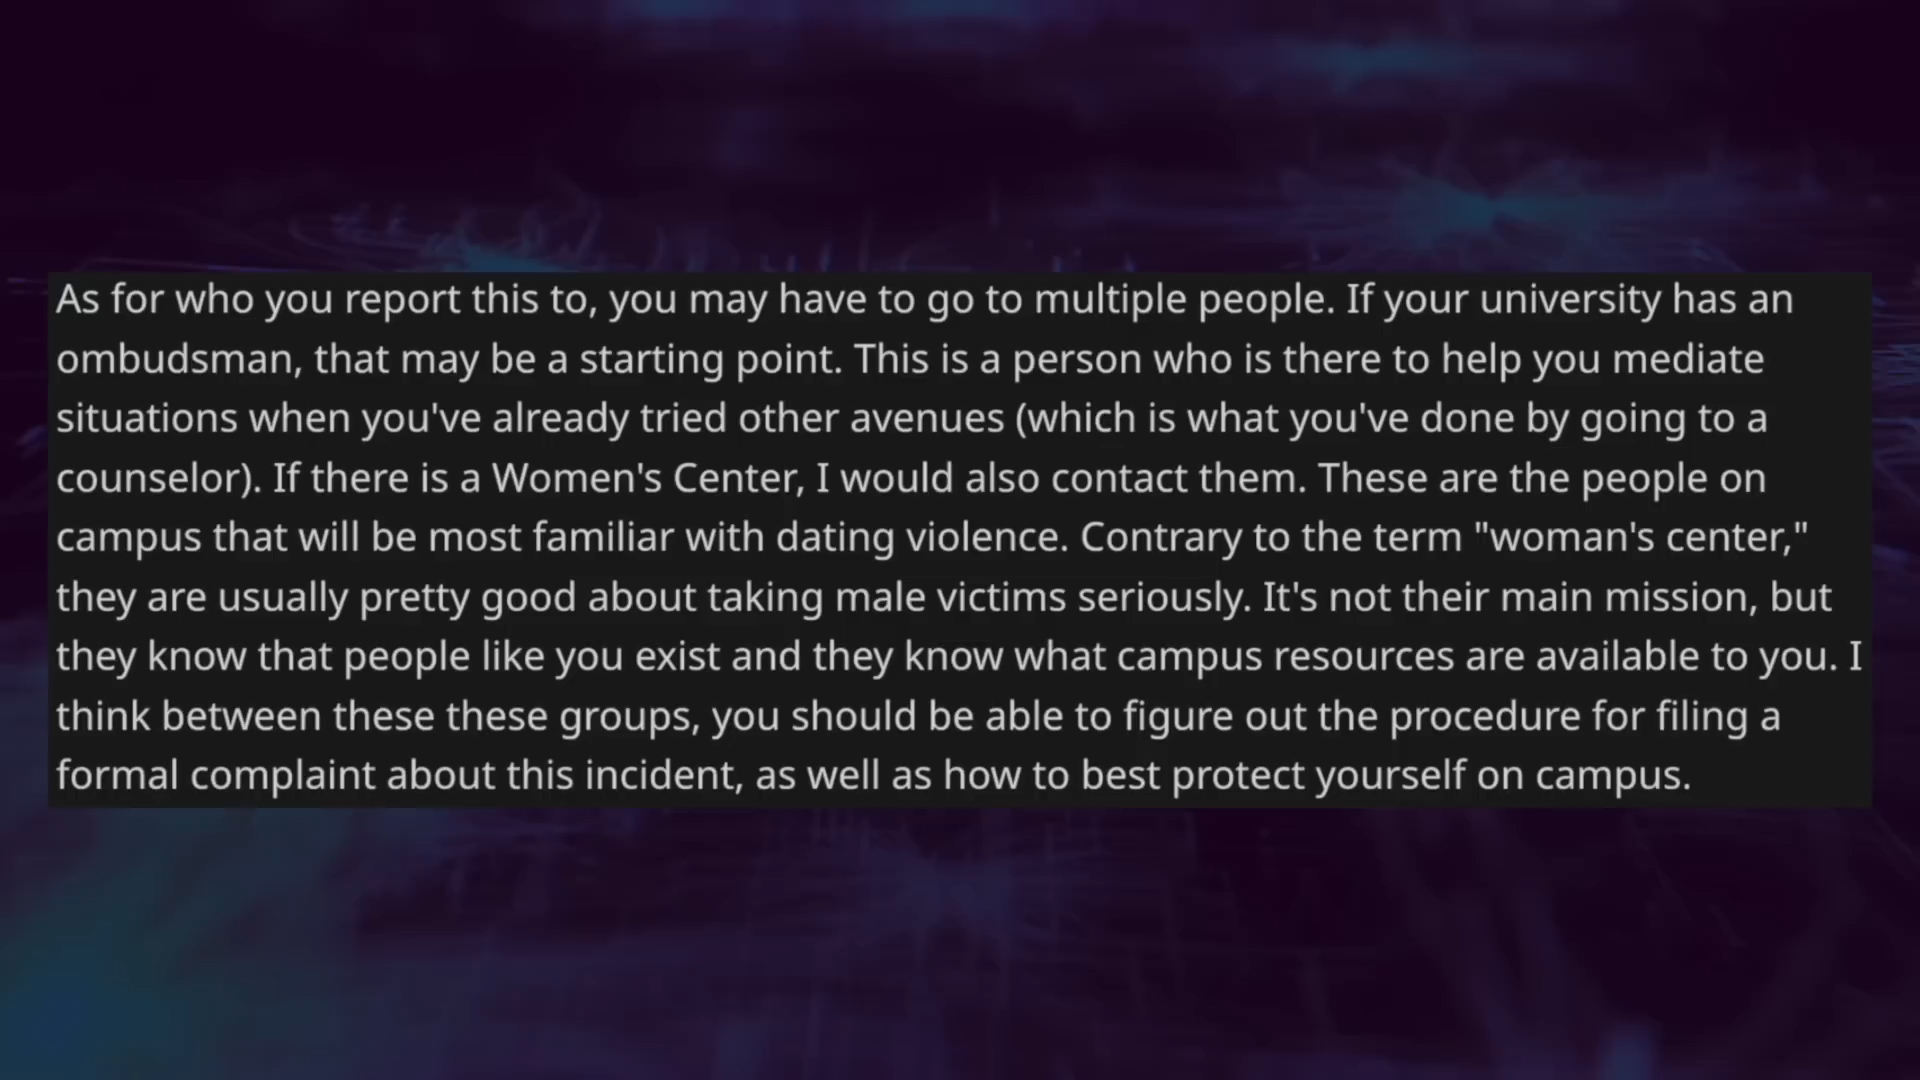 As for who you report this to, you may have to go to multiple people. If your university has an
ombudsman, that may be a starting point. This is a person who is there to help you mediate
situations when you've already tried other avenues (which is what you've done by going to a
counselor). If there is a Women's Center, I would also contact them. These are the people on
campus that will be most familiar with dating violence. Contrary to the term "woman's center,"
they are usually pretty good about taking male victims seriously. It's not their main mission, but
they know that people like you exist and they know what campus resources are available to you. I
think between these these groups, you should be able to figure out the procedure for filing a
formal complaint about this incident, as well as how to best protect yourself on campus.